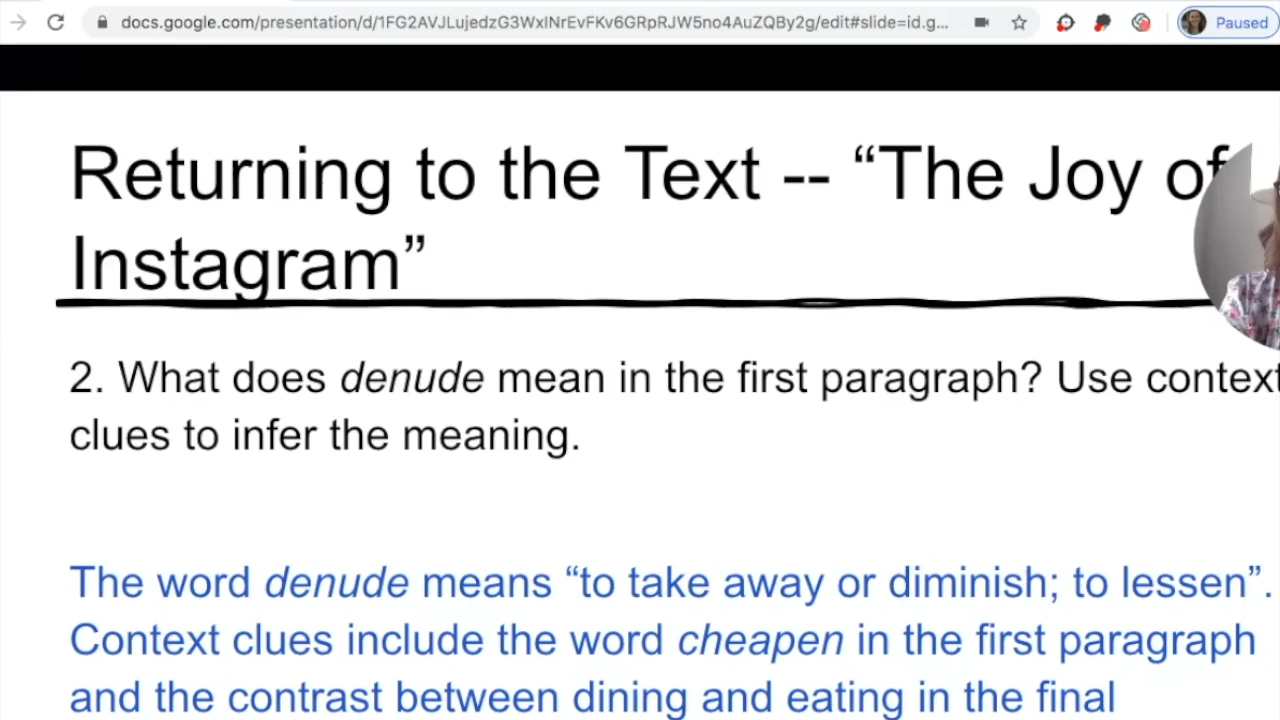 docs.google.com/presentation/d/1FG2AVJLujedzG3WxINrEvFKv6GRpRJW5no4AuZQBy2g/edit#slide=id.g... Paused
Returning to the Text -- “The Joy of
Instagram”
2. What does denude mean in the first paragraph? Use context
clues to infer the meaning.
The word denude means “to take away or diminish; to lessen”.
Context clues include the word cheapen in the first paragraph
and the contrast between dining and eating in the final